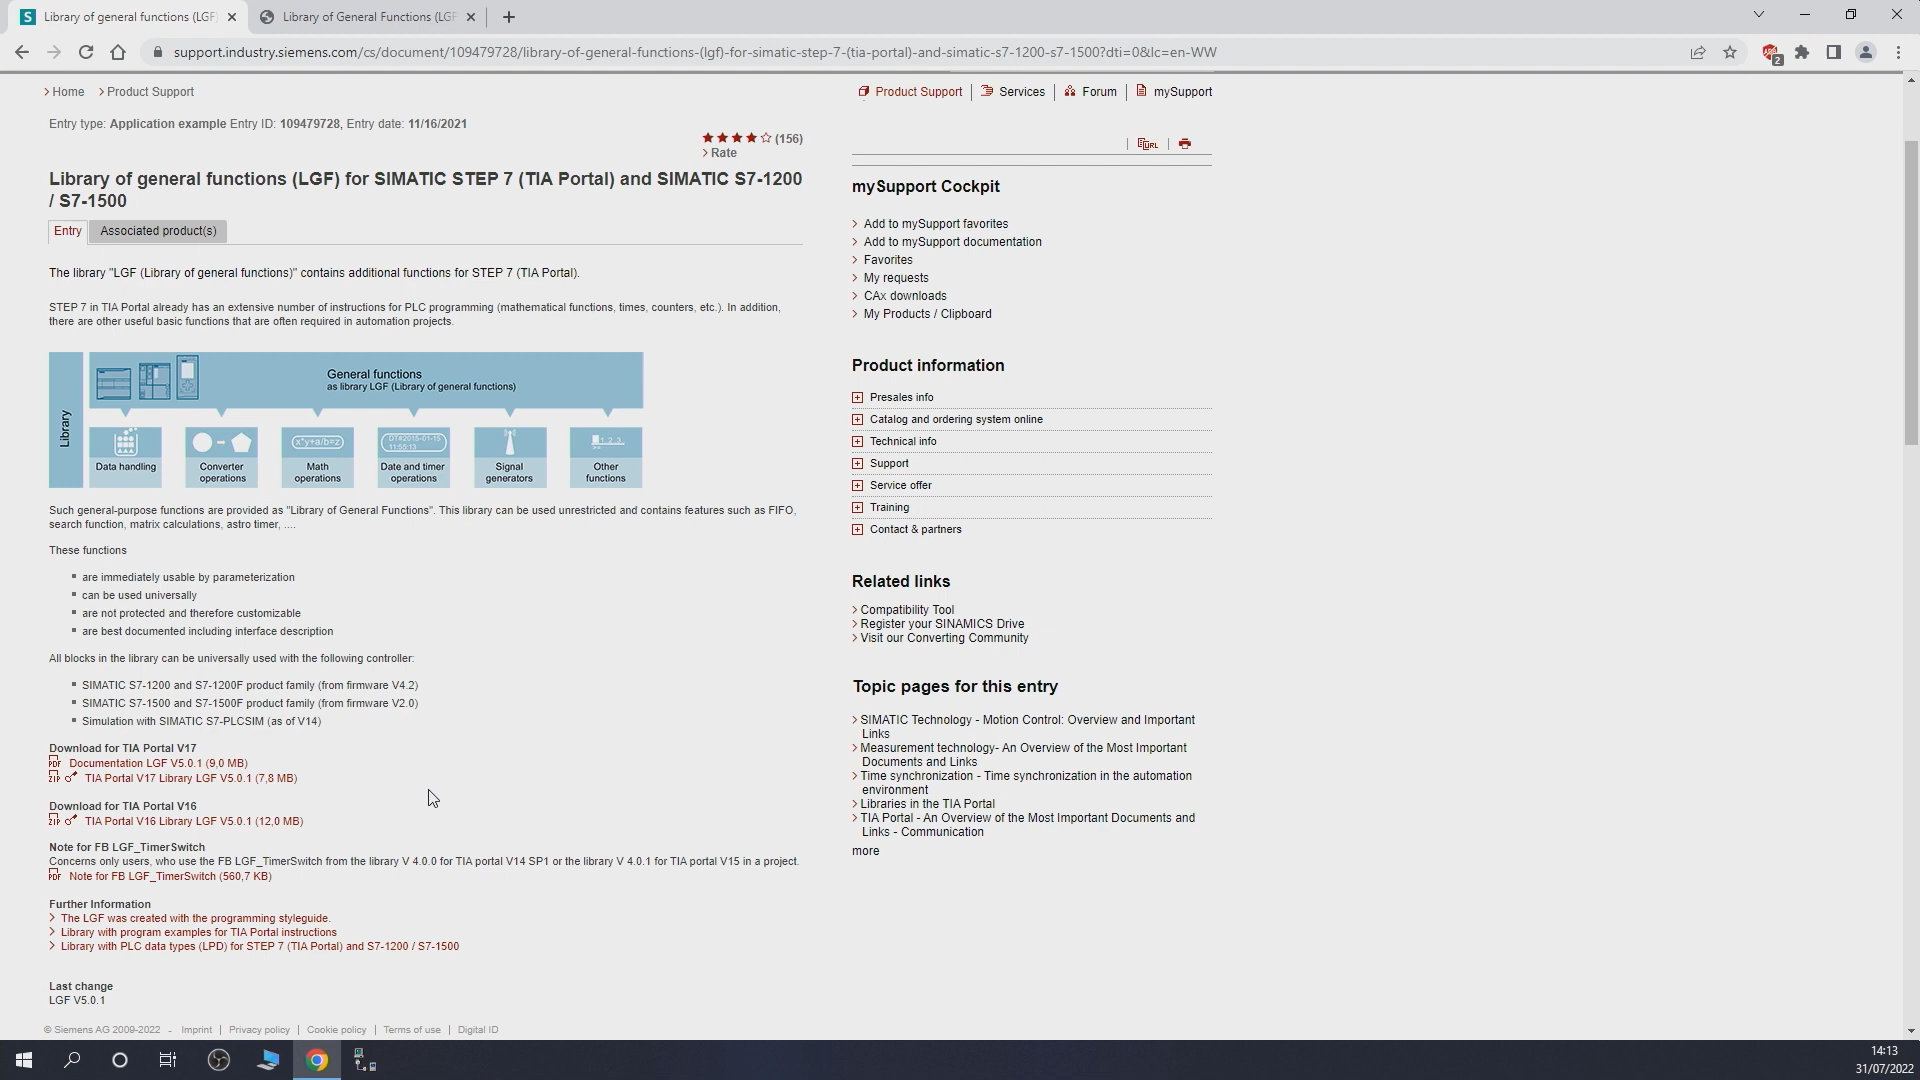 Library of general functions (LGF)
Library of General Functions (LGF
support.industry.siemens.com/cs/document/109479728/library-of-general-functions-(lgf)-for-simatic-step-7-(tia-portal)-and-simatic-s7-1200-s7-1500?dti=0&lc=en-WW
2
Home
Product Support
Product Support
Services
Forum
mySupport
Entry type: Application example Entry ID: 109479728, Entry date: 11/16/2021
(156)
Rate
URL
Library of general functions (LGF) for SIMATIC STEP 7 (TIA Portal) and SIMATIC S7-1200
/ S7-1500
Entry
Associated product(s)
The library "LGF (Library of general functions)" contains additional functions for STEP 7 (TIA Portal).
STEP 7 in TIA Portal already has an extensive number of instructions for PLC programming (mathematical functions, times, counters, etc.). In addition,
there are other useful basic functions that are often required in automation projects.
Library
General functions
as library LGF (Library of general functions)
x*y+a/b=z
DT#2015-01-15
11:55:13
1 2 3
Data handling
Converter
operations
Math
operations
Date and timer
operations
Signal
generators
Other
functions
Such general-purpose functions are provided as "Library of General Functions". This library can be used unrestricted and contains features such as FIFO,
search function, matrix calculations, astro timer, ....
These functions
are immediately usable by parameterization
can be used universally
are not protected and therefore customizable
are best documented including interface description
All blocks in the library can be universally used with the following controller:
SIMATIC S7-1200 and S7-1200F product family (from firmware V4.2)
SIMATIC S7-1500 and S7-1500F product family (from firmware V2.0)
Simulation with SIMATIC S7-PLCSIM (as of V14)
Download for TIA Portal V17
PDF Documentation LGF V5.0.1 (9,0 MB)
ZIP TIA Portal V17 Library LGF V5.0.1 (7,8 MB)
Download for TIA Portal V16
ZIP TIA Portal V16 Library LGF V5.0.1 (12,0 MB)
Note for FB LGF_TimerSwitch
Concerns only users, who use the FB LGF_TimerSwitch from the library V 4.0.0 for TIA portal V14 SP1 or the library V 4.0.1 for TIA portal V15 in a project.
PDF Note for FB LGF_TimerSwitch (560,7 KB)
Further Information
The LGF was created with the programming styleguide.
Library with program examples for TIA Portal instructions
Library with PLC data types (LPD) for STEP 7 (TIA Portal) and S7-1200 / S7-1500
Last change
LGF V5.0.1
© Siemens AG 2009-2022 - Imprint | Privacy policy | Cookie policy | Terms of use | Digital ID
mySupport Cockpit
Add to mySupport favorites
Add to mySupport documentation
Favorites
My requests
CAx downloads
My Products / Clipboard
Product information
Presales info
Catalog and ordering system online
Technical info
Support
Service offer
Training
Contact & partners
Related links
Compatibility Tool
Register your SINAMICS Drive
Visit our Converting Community
Topic pages for this entry
SIMATIC Technology - Motion Control: Overview and Important
Links
Measurement technology- An Overview of the Most Important
Documents and Links
Time synchronization - Time synchronization in the automation
environment
Libraries in the TIA Portal
TIA Portal - An Overview of the Most Important Documents and
Links - Communication
more
14:13
31/07/2022